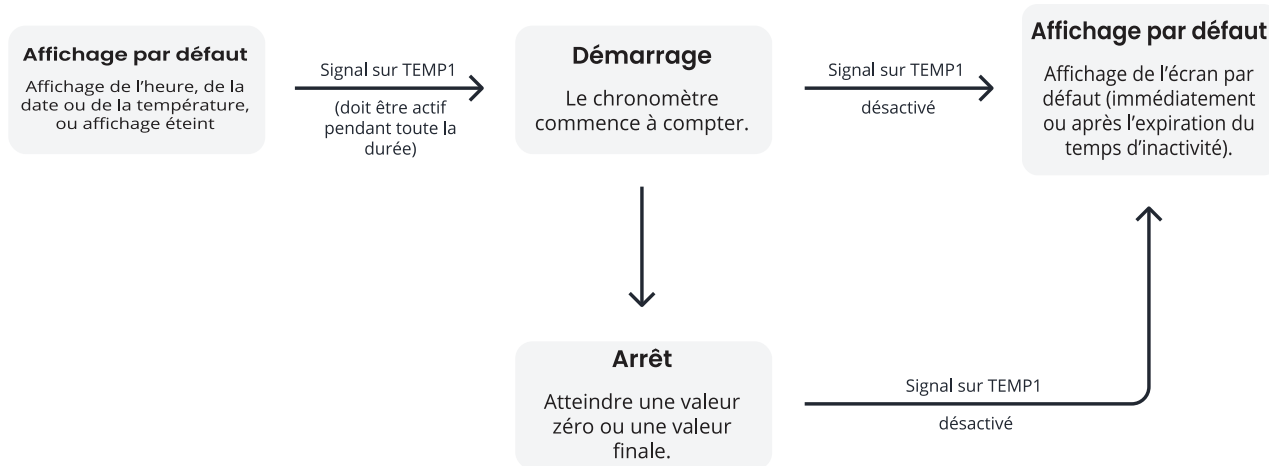 Affichage par défaut
Affichage de l’heure, de la
date ou de la température,
ou affichage éteint
Signal sur TEMP1
(doit être actif
pendant toute la
durée)
Démarrage
Le chronomètre
commence à compter.
Signal sur TEMP1
désactivé
Affichage par défaut
Affichage de l’écran par
défaut (immédiatement
ou après l’expiration du
temps d’inactivité).
Arrêt
Atteindre une valeur
zéro ou une valeur
finale.
Signal sur TEMP1
désactivé